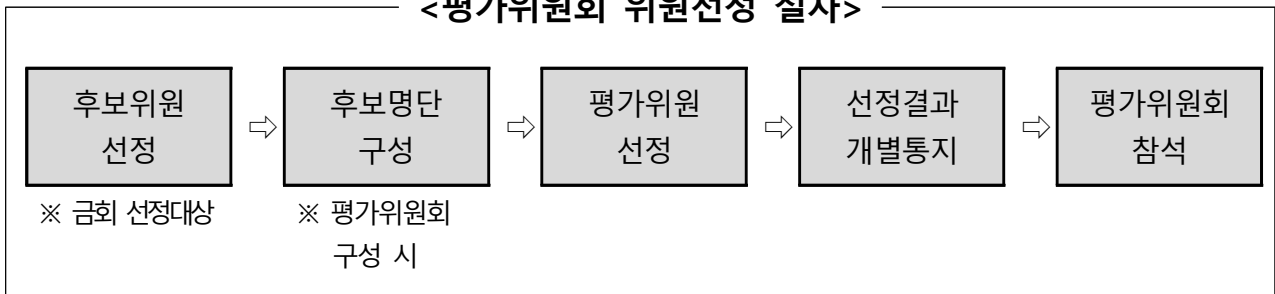 <평가위원회 위원선정 절차>
후보위원
선정
⇨
후보명단
구성
⇨
평가위원
선정
⇨
선정결과
개별통지
⇨
평가위원회
참석
※ 금회 선정대상
※ 평가위원회
구성 시